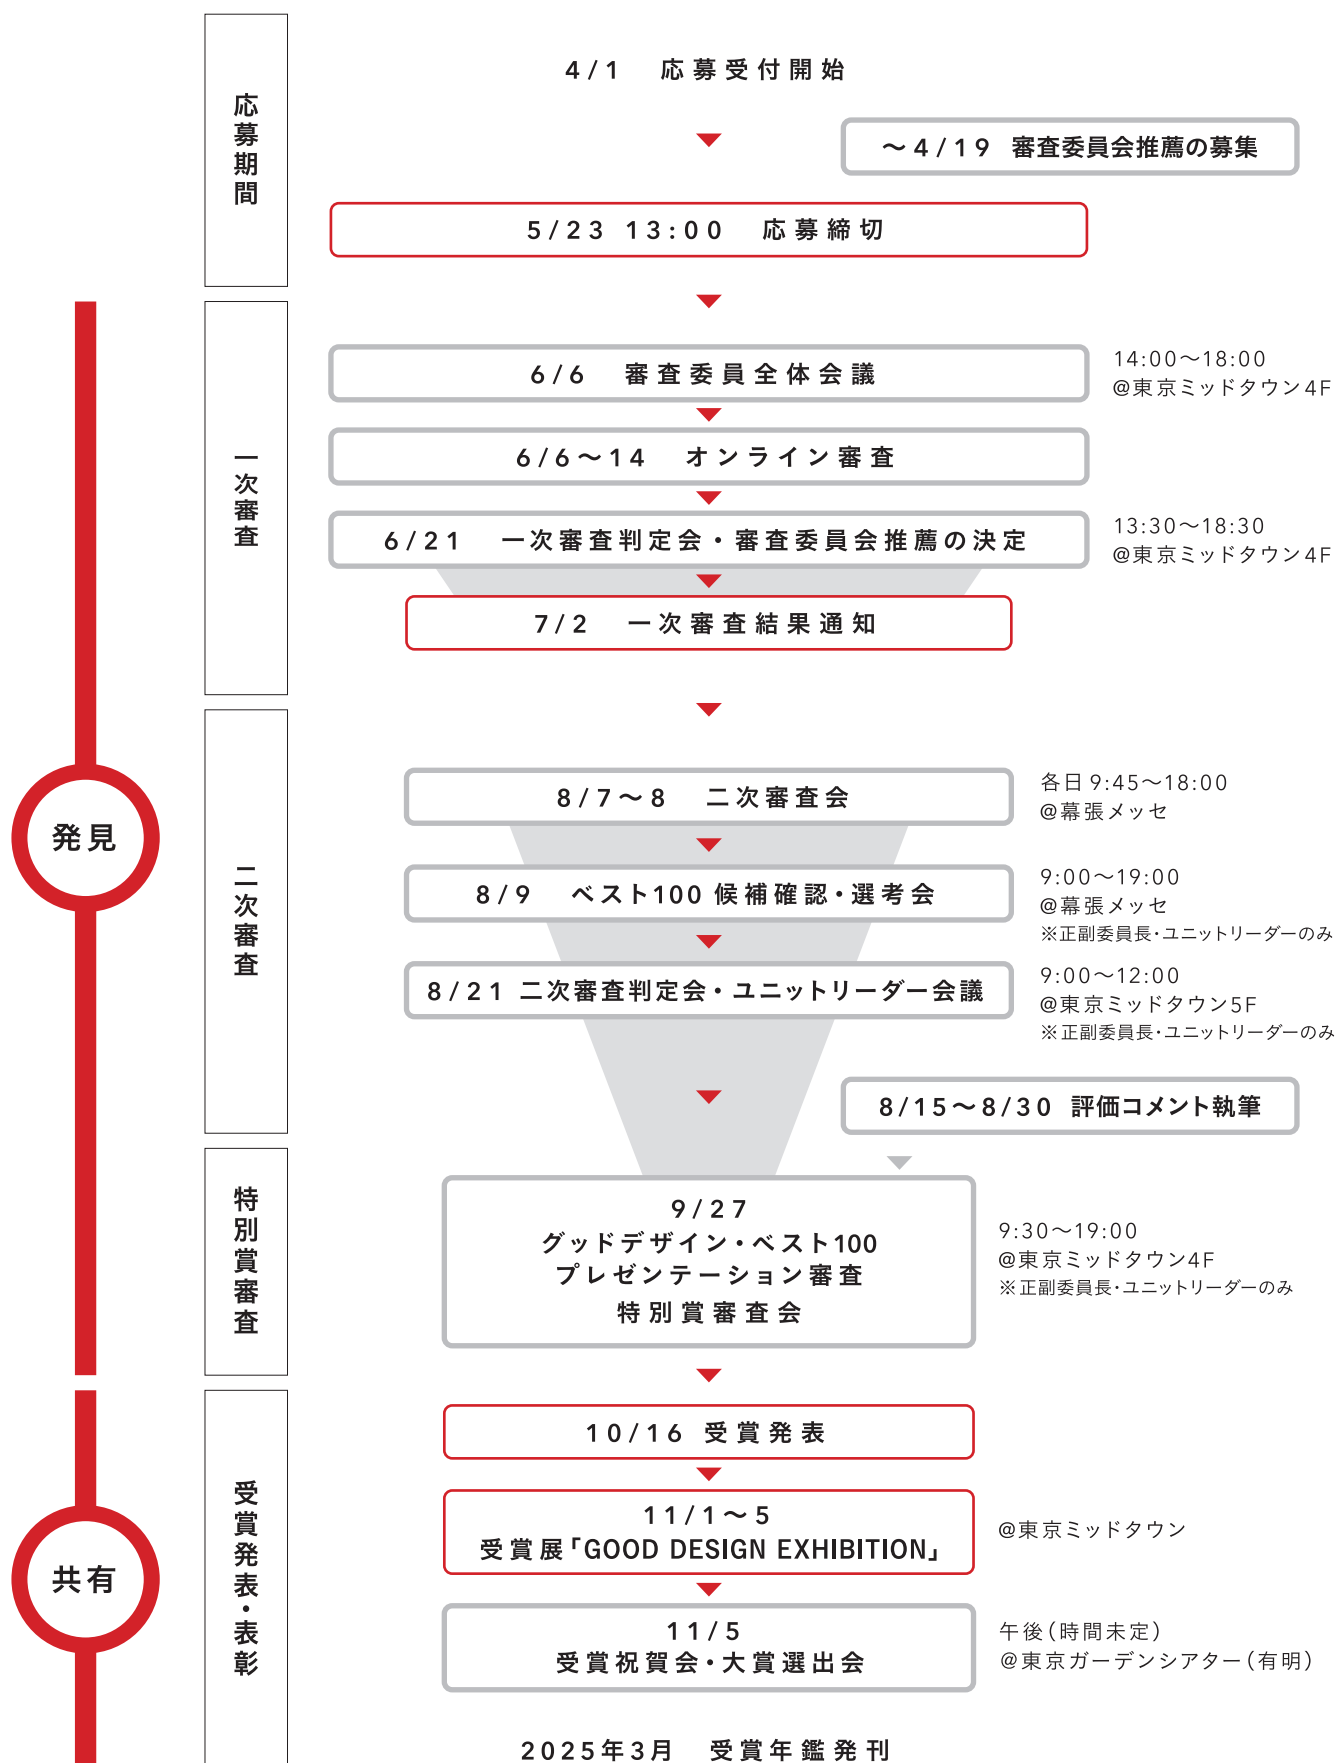 応募期間
4/1 応募受付開始
～4/19 審査委員会推薦の募集
5/23 13:00 応募締切
発見
一次審査
6/6 審査委員全体会議
14:00～18:00
@東京ミッドタウン4F
6/6～14 オンライン審査
6/21 一次審査判定会・審査委員会推薦の決定
13:30～18:30
@東京ミッドタウン4F
7/2 一次審査結果通知
二次審査
8/7～8 二次審査会
各日 9:45～18:00
@幕張メッセ
8/9 ベスト100 候補確認・選考会
9:00～19:00
@幕張メッセ
※正副委員長・ユニットリーダーのみ
8/21 二次審査判定会・ユニットリーダー会議
9:00～12:00
@東京ミッドタウン5F
※正副委員長・ユニットリーダーのみ
8/15～8/30 評価コメント執筆
特別賞審査
9/27
グッドデザイン・ベスト100
プレゼンテーション審査
特別賞審査会
9:30～19:00
@東京ミッドタウン4F
※正副委員長・ユニットリーダーのみ
共有
受賞発表・表彰
10/16 受賞発表
11/1～5
受賞展「GOOD DESIGN EXHIBITION」
@東京ミッドタウン
11/5
受賞祝賀会・大賞選出会
午後(時間未定)
@東京ガーデンシアター(有明)
2025年3月 受賞年鑑発刊